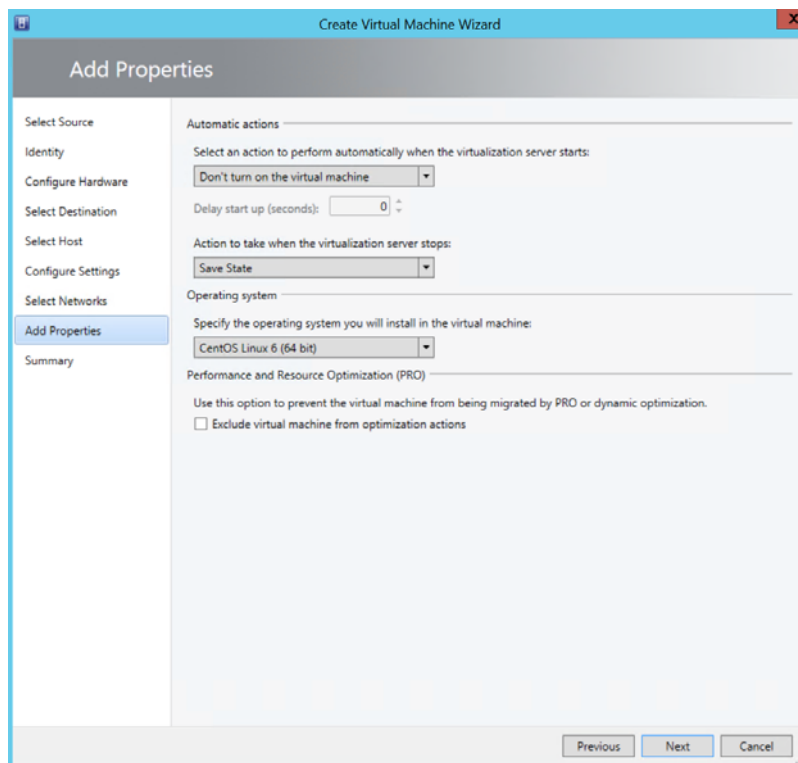 Create Virtual Machine Wizard
X
Add Properties
Select Source
Identity
Configure Hardware
Select Destination
Select Host
Configure Settings
Select Networks
Add Properties
Summary
Automatic actions
Select an action to perform automatically when the virtualization server starts:
Don't turn on the virtual machine
Delay start up (seconds): 0
Action to take when the virtualization server stops:
Save State
Operating system
Specify the operating system you will install in the virtual machine:
CentOS Linux 6 (64 bit)
Performance and Resource Optimization (PRO)
Use this option to prevent the virtual machine from being migrated by PRO or dynamic optimization.
Exclude virtual machine from optimization actions
Previous Next Cancel